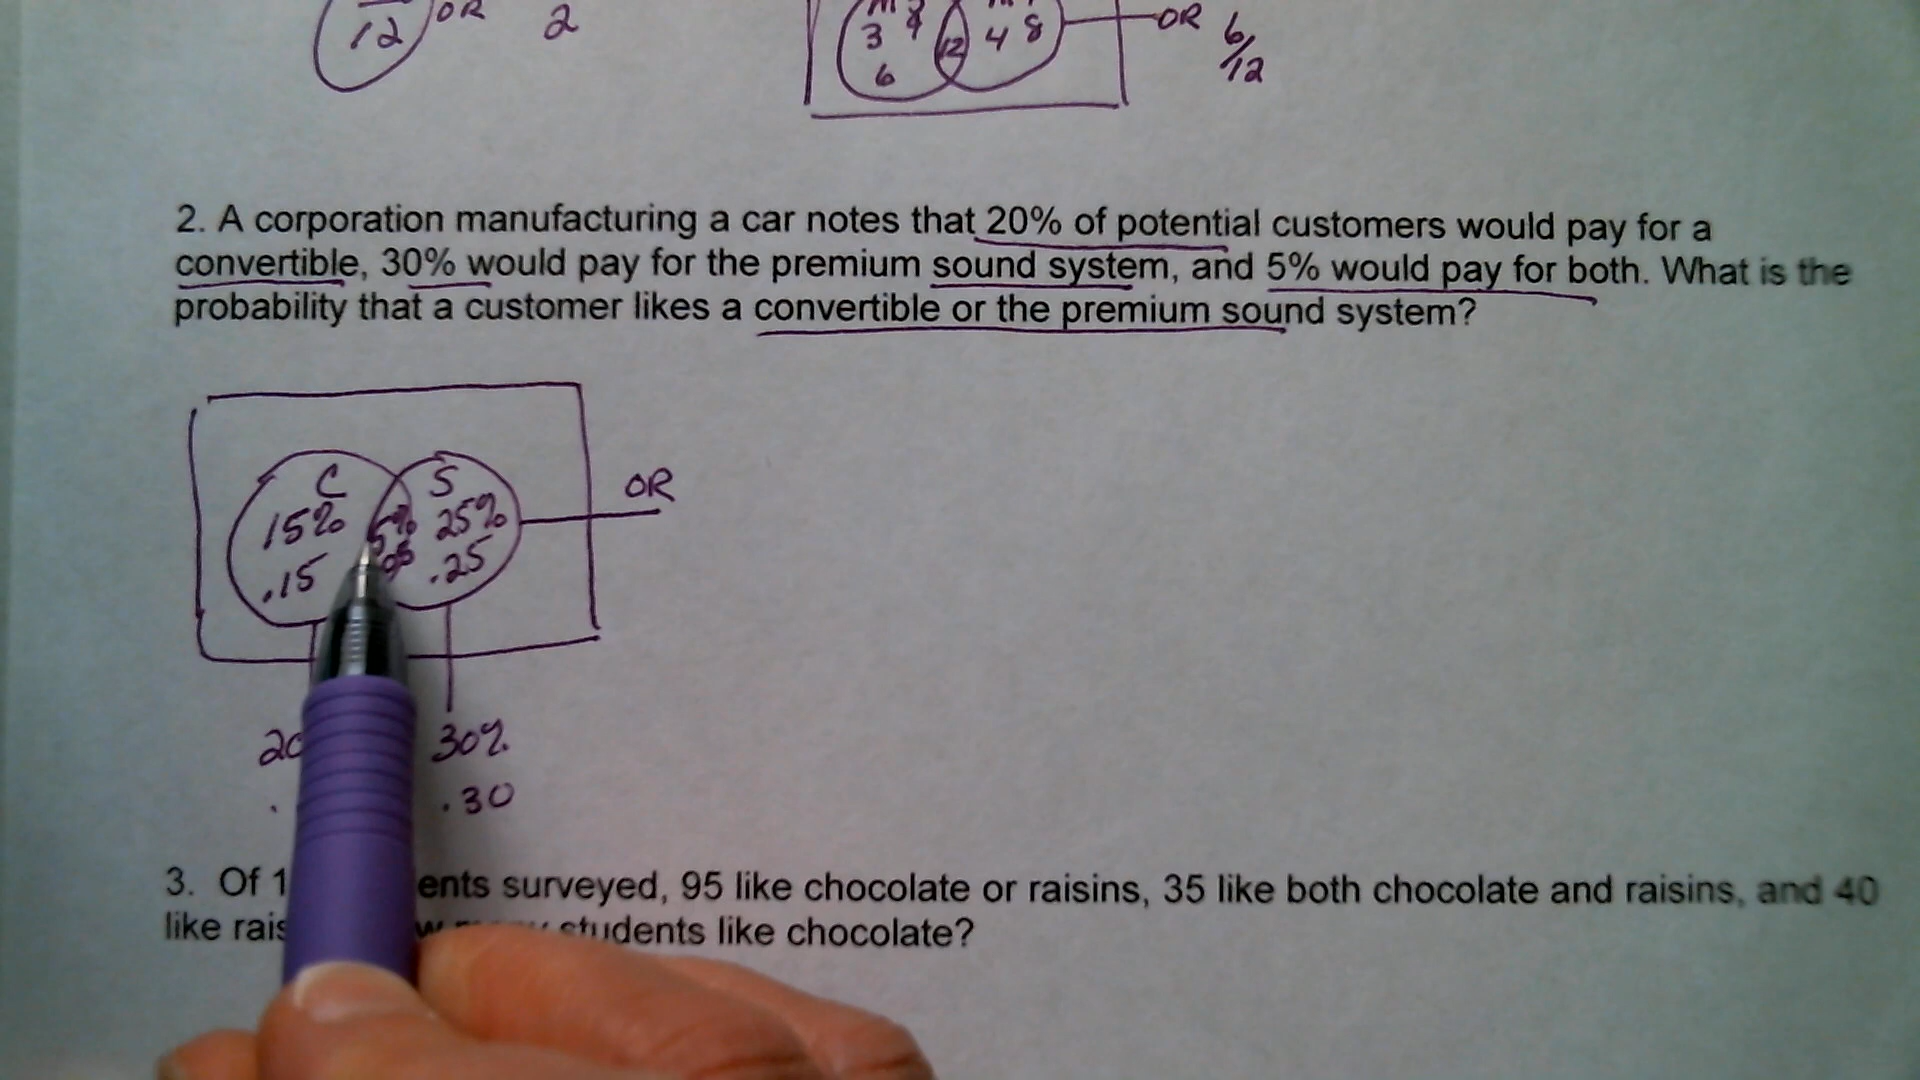 12 OR 2
3 12 4 8 OR 6/12
6
2. A corporation manufacturing a car notes that 20% of potential customers would pay for a
convertible, 30% would pay for the premium sound system, and 5% would pay for both. What is the
probability that a customer likes a convertible or the premium sound system?
C S OR
15% 5% 25%
.15 .05 .25
30%
.30
3. Of surveyed, 95 like chocolate or raisins, 35 like both chocolate and raisins, and 40
like students like chocolate?